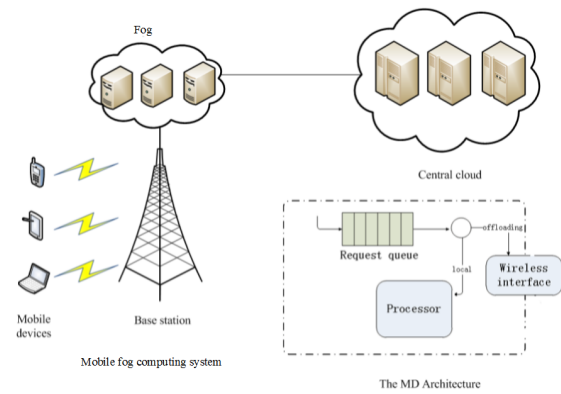 Fog
Central cloud
Request queue
offloading
local
Wireless
interface
Processor
Mobile
devices
Base station
Mobile fog computing system
The MD Architecture